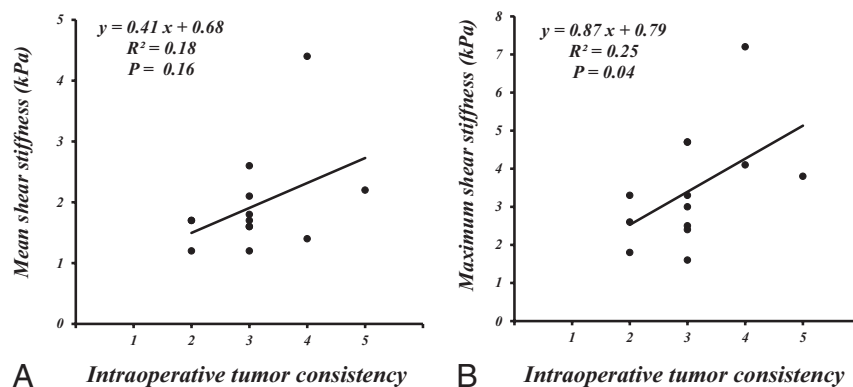 y = 0.41 x + 0.68
R² = 0.18
P = 0.16
Mean shear stiffness (kPa)
5
4
3
2
1
0
1 2 3 4 5
A Intraoperative tumor consistency
y = 0.87 x + 0.79
R² = 0.25
P = 0.04
Maximum shear stiffness (kPa)
8
7
6
5
4
3
2
1
0
1 2 3 4 5
B Intraoperative tumor consistency